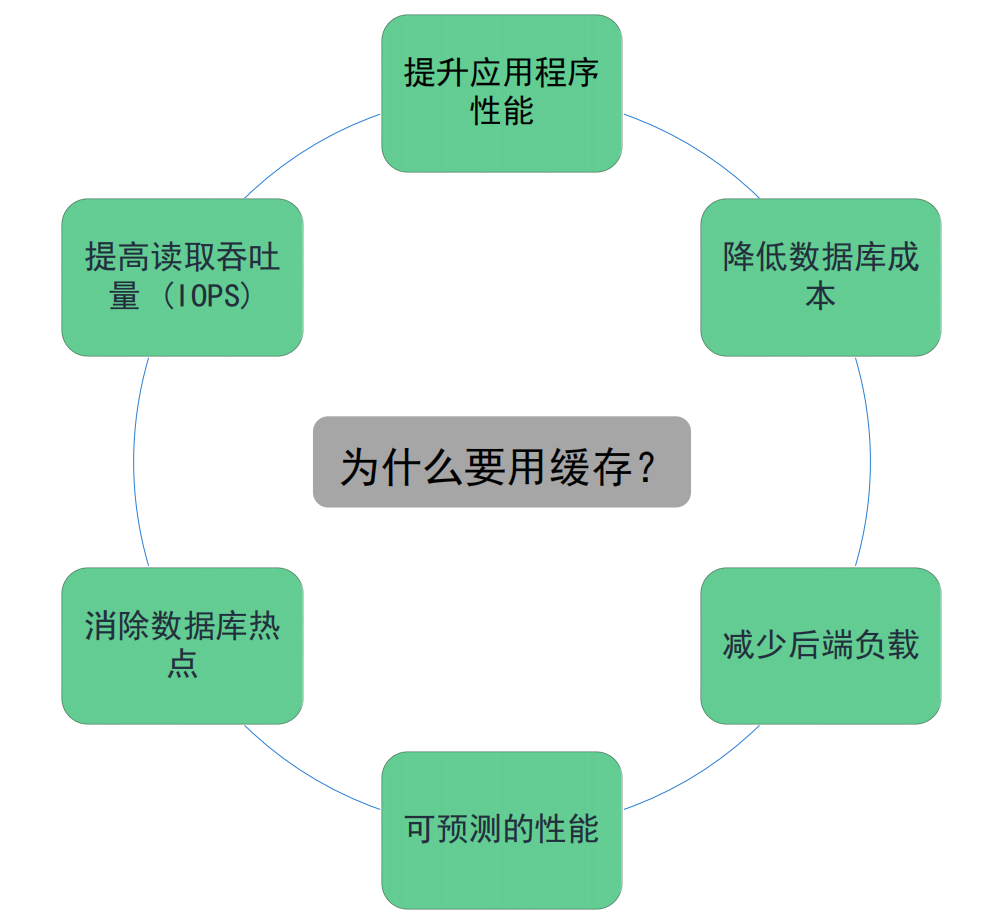 提升应用程序
性能
降低数据库成
本
减少后端负载
可预测的性能
消除数据库热
点
提高读取吞吐
量（IOPS）
为什么要用缓存？